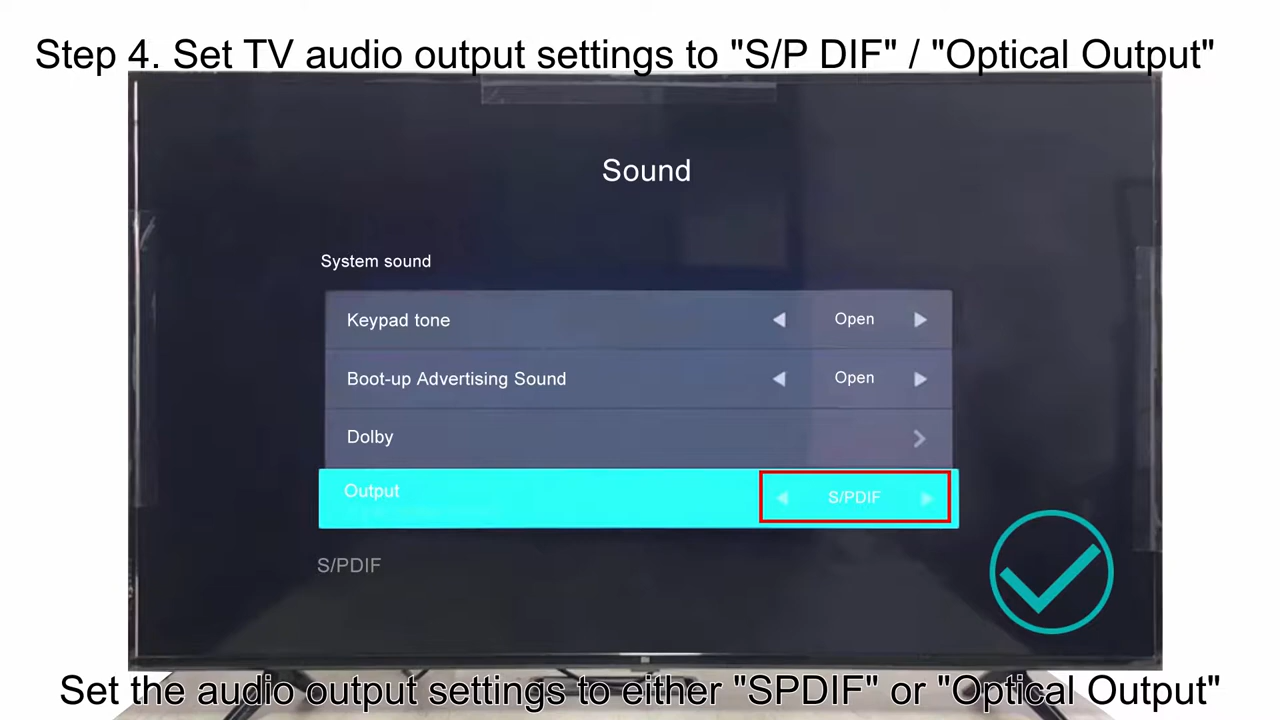 Step 4. Set TV audio output settings to "S/P DIF" / "Optical Output"
Sound
System sound
Keypad tone
Open
Boot-up Advertising Sound
Open
Dolby
Output
S/PDIF
S/PDIF
Set the audio output settings to either "SPDIF" or "Optical Output"